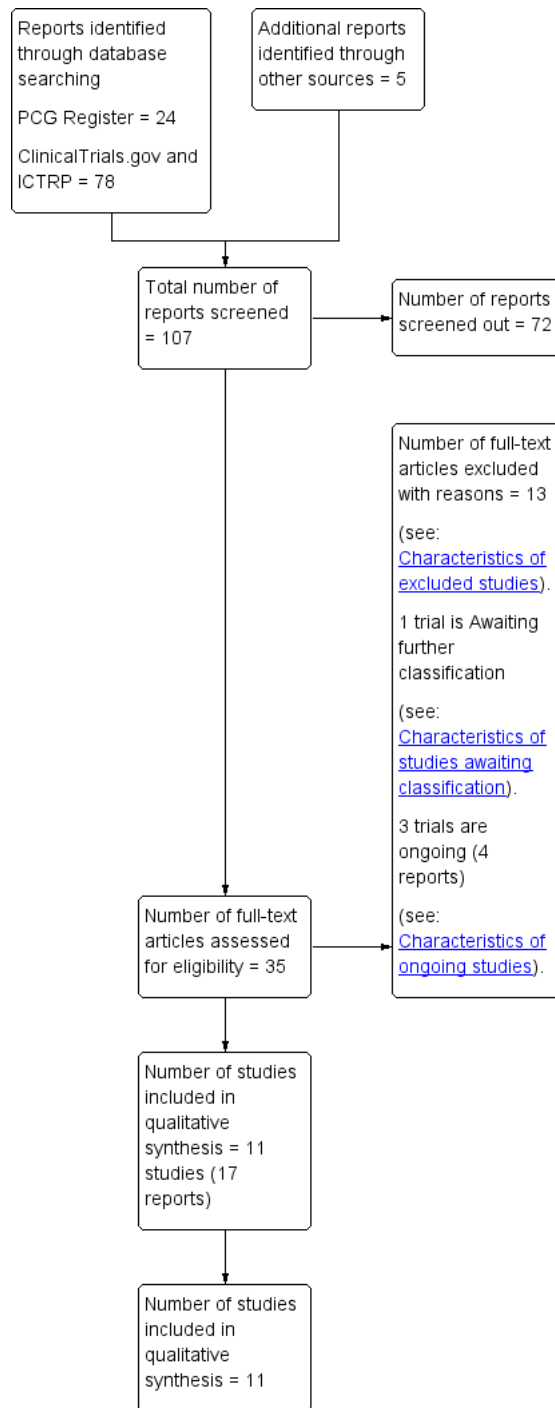 Reports identified
through database
searching
PCG Register = 24
ClinicalTrials.gov and
ICTRP = 78
Additional reports
identified through
other sources = 5
Total number of
reports screened
= 107
Number of reports
screened out = 72
Number of full-text
articles excluded
with reasons = 13
(see:
Characteristics of
excluded studies).
1 trial is Awaiting
further
classification
(see:
Characteristics of
studies awaiting
classification).
3 trials are
ongoing (4
reports)
(see:
Characteristics of
ongoing studies).
Number of full-text
articles assessed
for eligibility = 35
Number of studies
included in
qualitative
synthesis = 11
studies (17
reports)
Number of studies
included in
qualitative
synthesis = 11